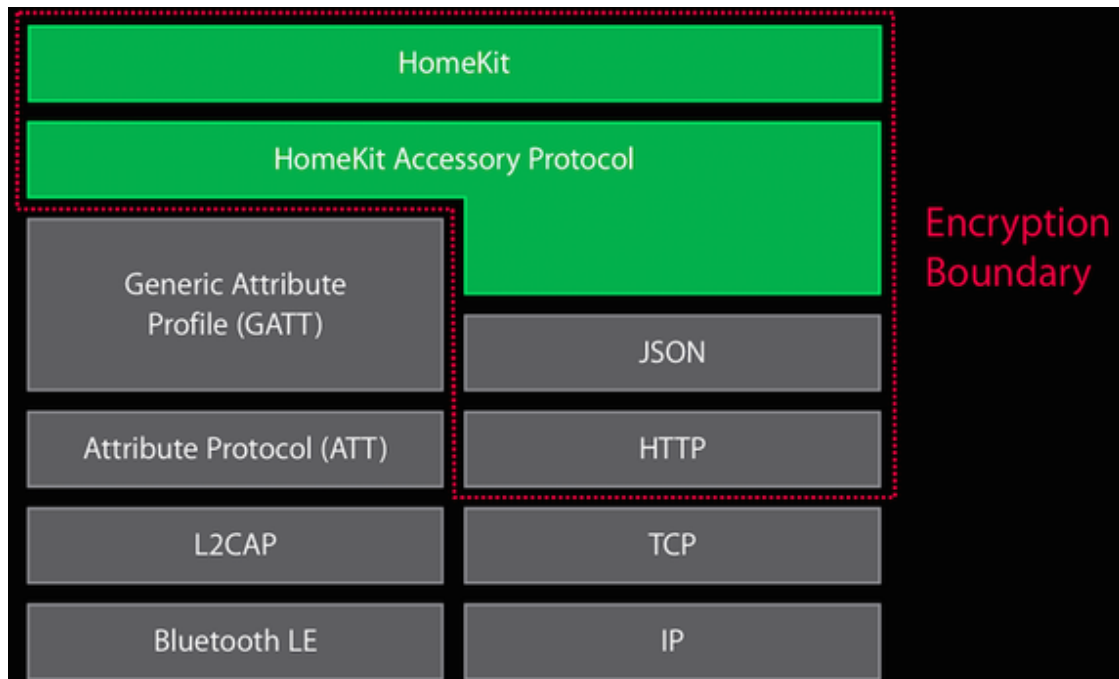 HomeKit
HomeKit Accessory Protocol
Encryption
Boundary
Generic Attribute
Profile (GATT)
JSON
Attribute Protocol (ATT)
HTTP
L2CAP
TCP
Bluetooth LE
IP